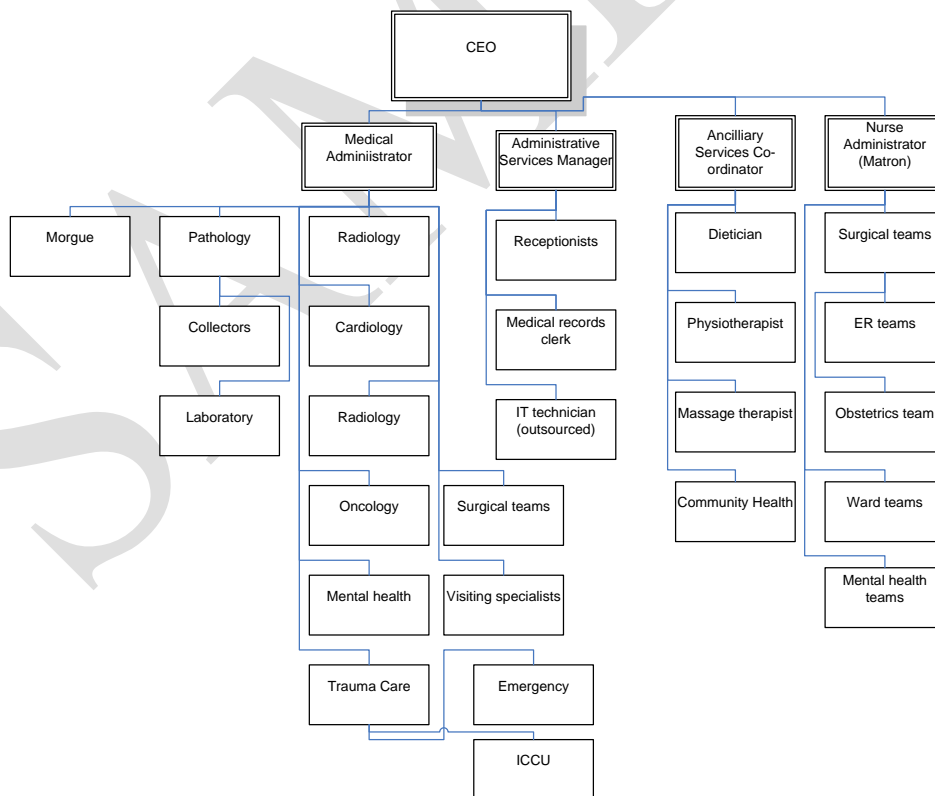 CEO
Medical
Adminiistrator
Administrative
Services Manager
Ancilliary
Services Co-
ordinator
Nurse
Administrator
(Matron)
Morgue
Pathology
Radiology
Receptionists
Dietician
Surgical teams
Collectors
Cardiology
Medical records
clerk
Physiotherapist
ER teams
Laboratory
Radiology
IT technician
(outsourced)
Massage therapist
Obstetrics team
Oncology
Surgical teams
Community Health
Ward teams
Mental health
Visiting specialists
Mental health
teams
Trauma Care
Emergency
ICCU